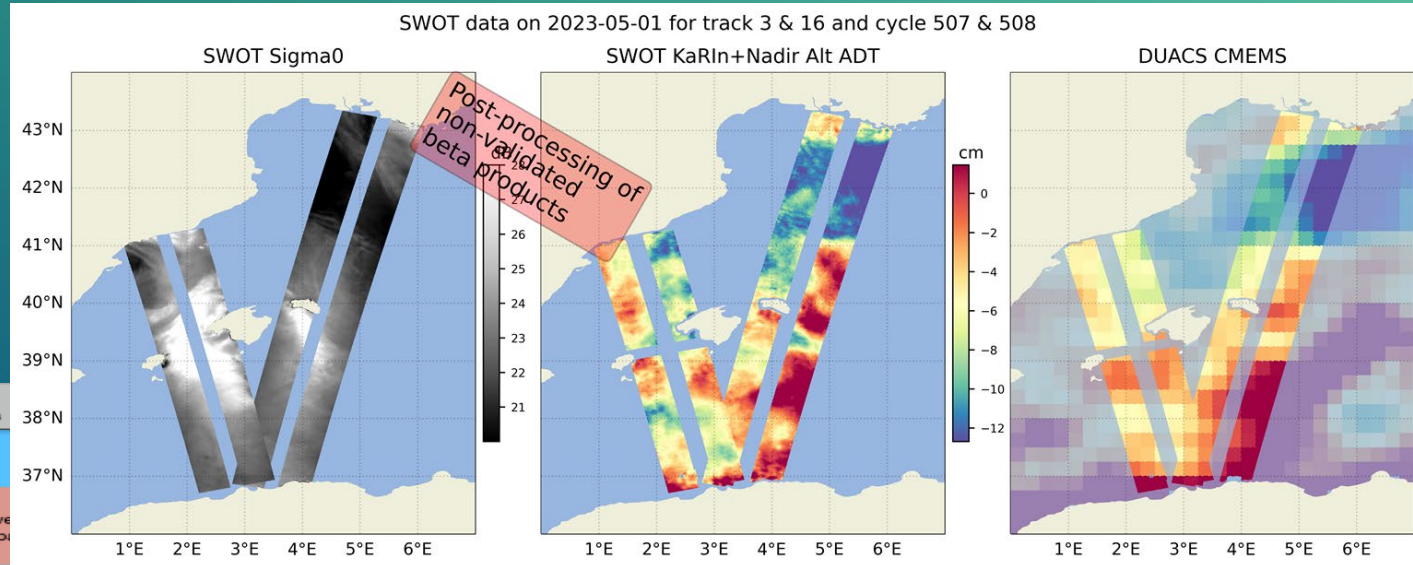 SWOT data on 2023-05-01 for track 3 & 16 and cycle 507 & 508
SWOT Sigma0
SWOT KaRIn+Nadir Alt ADT
DUACS CMEMS
Post-processing of
non-validated
beta products
43°N
42°N
41°N
40°N
39°N
38°N
37°N
1°E 2°E 3°E 4°E 5°E 6°E
26
25
24
23
22
21
1°E 2°E 3°E 4°E 5°E 6°E
cm
0
−2
−4
−6
−8
−10
−12
1°E 2°E 3°E 4°E 5°E 6°E